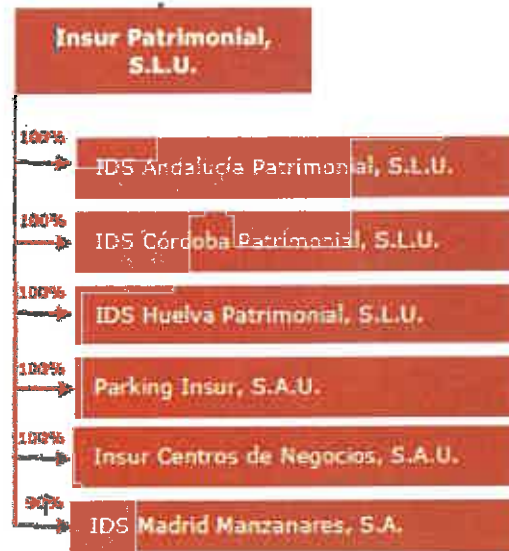 Insur Patrimonial,
S.L.U.
100%
IDS Andalucía Patrimonial, S.L.U.
100%
IDS Córdoba Patrimonial, S.L.U.
100%
IDS Huelva Patrimonial, S.L.U.
100%
Parking Insur, S.A.U.
100%
Insur Centros de Negocios, S.A.U.
90%
IDS Madrid Manzanares, S.A.